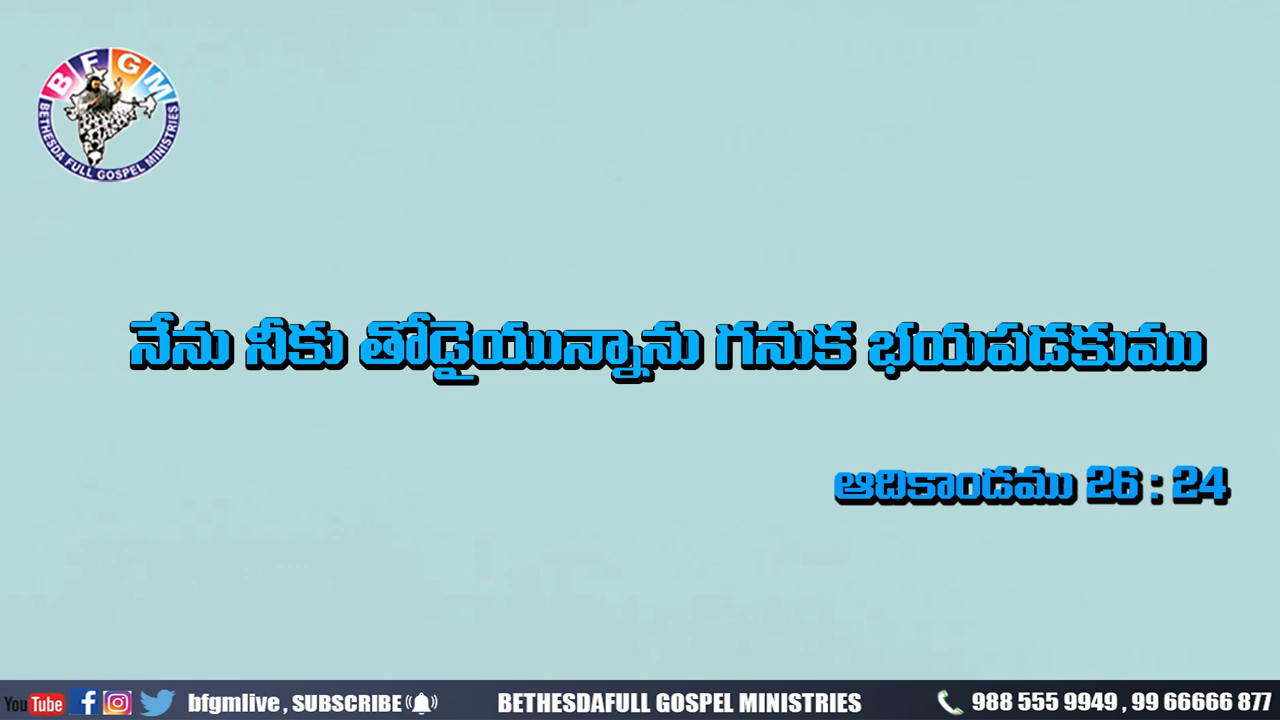 BFGM
BETHESDA FULL GOSPEL MINISTRIES
నేను నీకు తోడైయున్నాను గనుక భయపడకుము
ఆదికాండము 26 : 24
YouTube bfgmlive , SUBSCRIBE BETHESDAFULL GOSPEL MINISTRIES 988 555 9949 , 99 66666 877